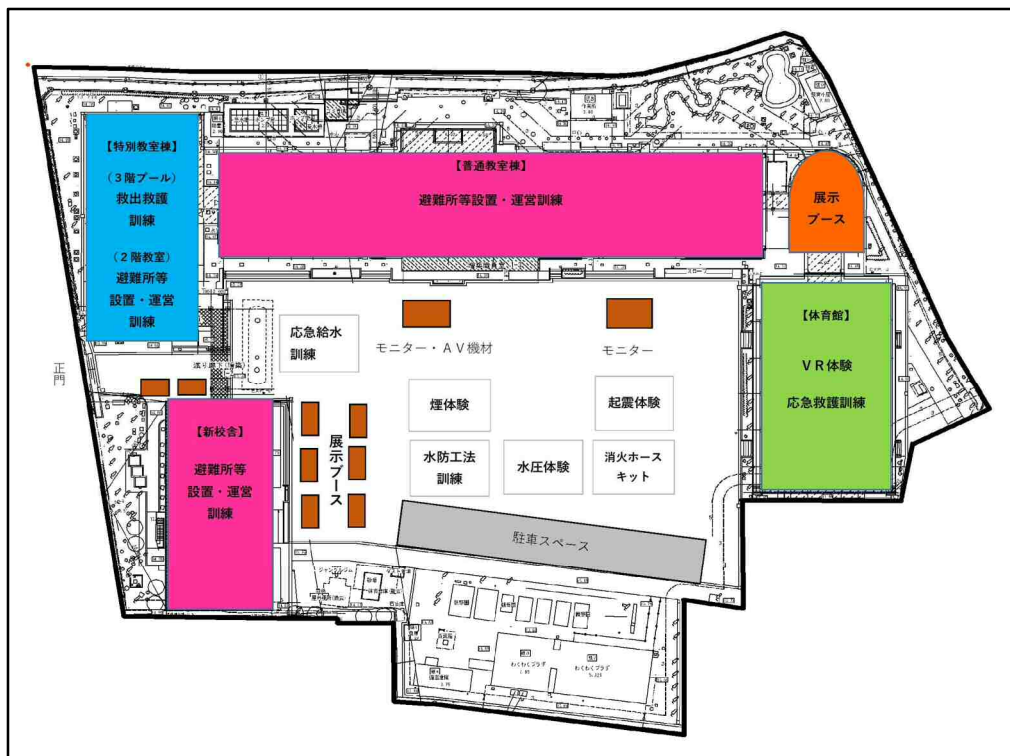 【特別教室棟】
（３階プール）
救出救護
訓練
（２階教室）
避難所等
設置・運営
訓練
【普通教室棟】
避難所等設置・運営訓練
展示
ブース
【体育館】
ＶＲ体験
応急救護訓練
正門
応急給水
訓練
モニター・ＡＶ機材
モニター
煙体験
起震体験
【新校舎】
避難所等
設置・運営
訓練
展示ブース
水防工法
訓練
水圧体験
消火ホース
キット
駐車スペース
ジャングルジム
わくわくプラザ
わくわくプラザ